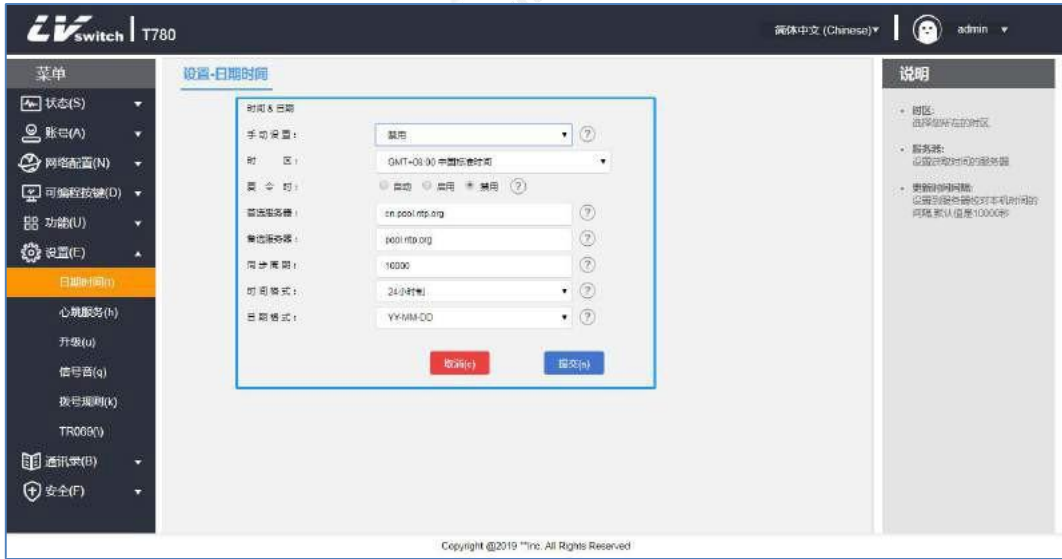 LVswitch | T780
简体中文 (Chinese)
admin
菜单
状态(S)
账号(A)
网络配置(N)
可编程按键(D)
功能(U)
设置(E)
日期时间(t)
心跳服务(h)
升级(u)
信号音(q)
拨号规则(k)
TR069()
通讯录(B)
安全(F)
设置-日期时间
时间 & 日期
手动设置: 禁用 ?
时 区: GMT+08:00 中国标准时间
夏令时: 自动 启用 禁用 ?
首选服务器: cn.pool.ntp.org ?
备选服务器: pool.ntp.org ?
同步周期: 10000 ?
时间格式: 24小时制 ?
日期格式: YY-MM-DD ?
取消(c) 提交(s)
说明
• 时区:
选择您所在的时区
• 服务器:
设置获取时间的服务器
• 更新时间间隔:
设置到服务器校对本机时间的
间隔,默认值是10000秒
Copyright @2019 **Inc. All Rights Reserved